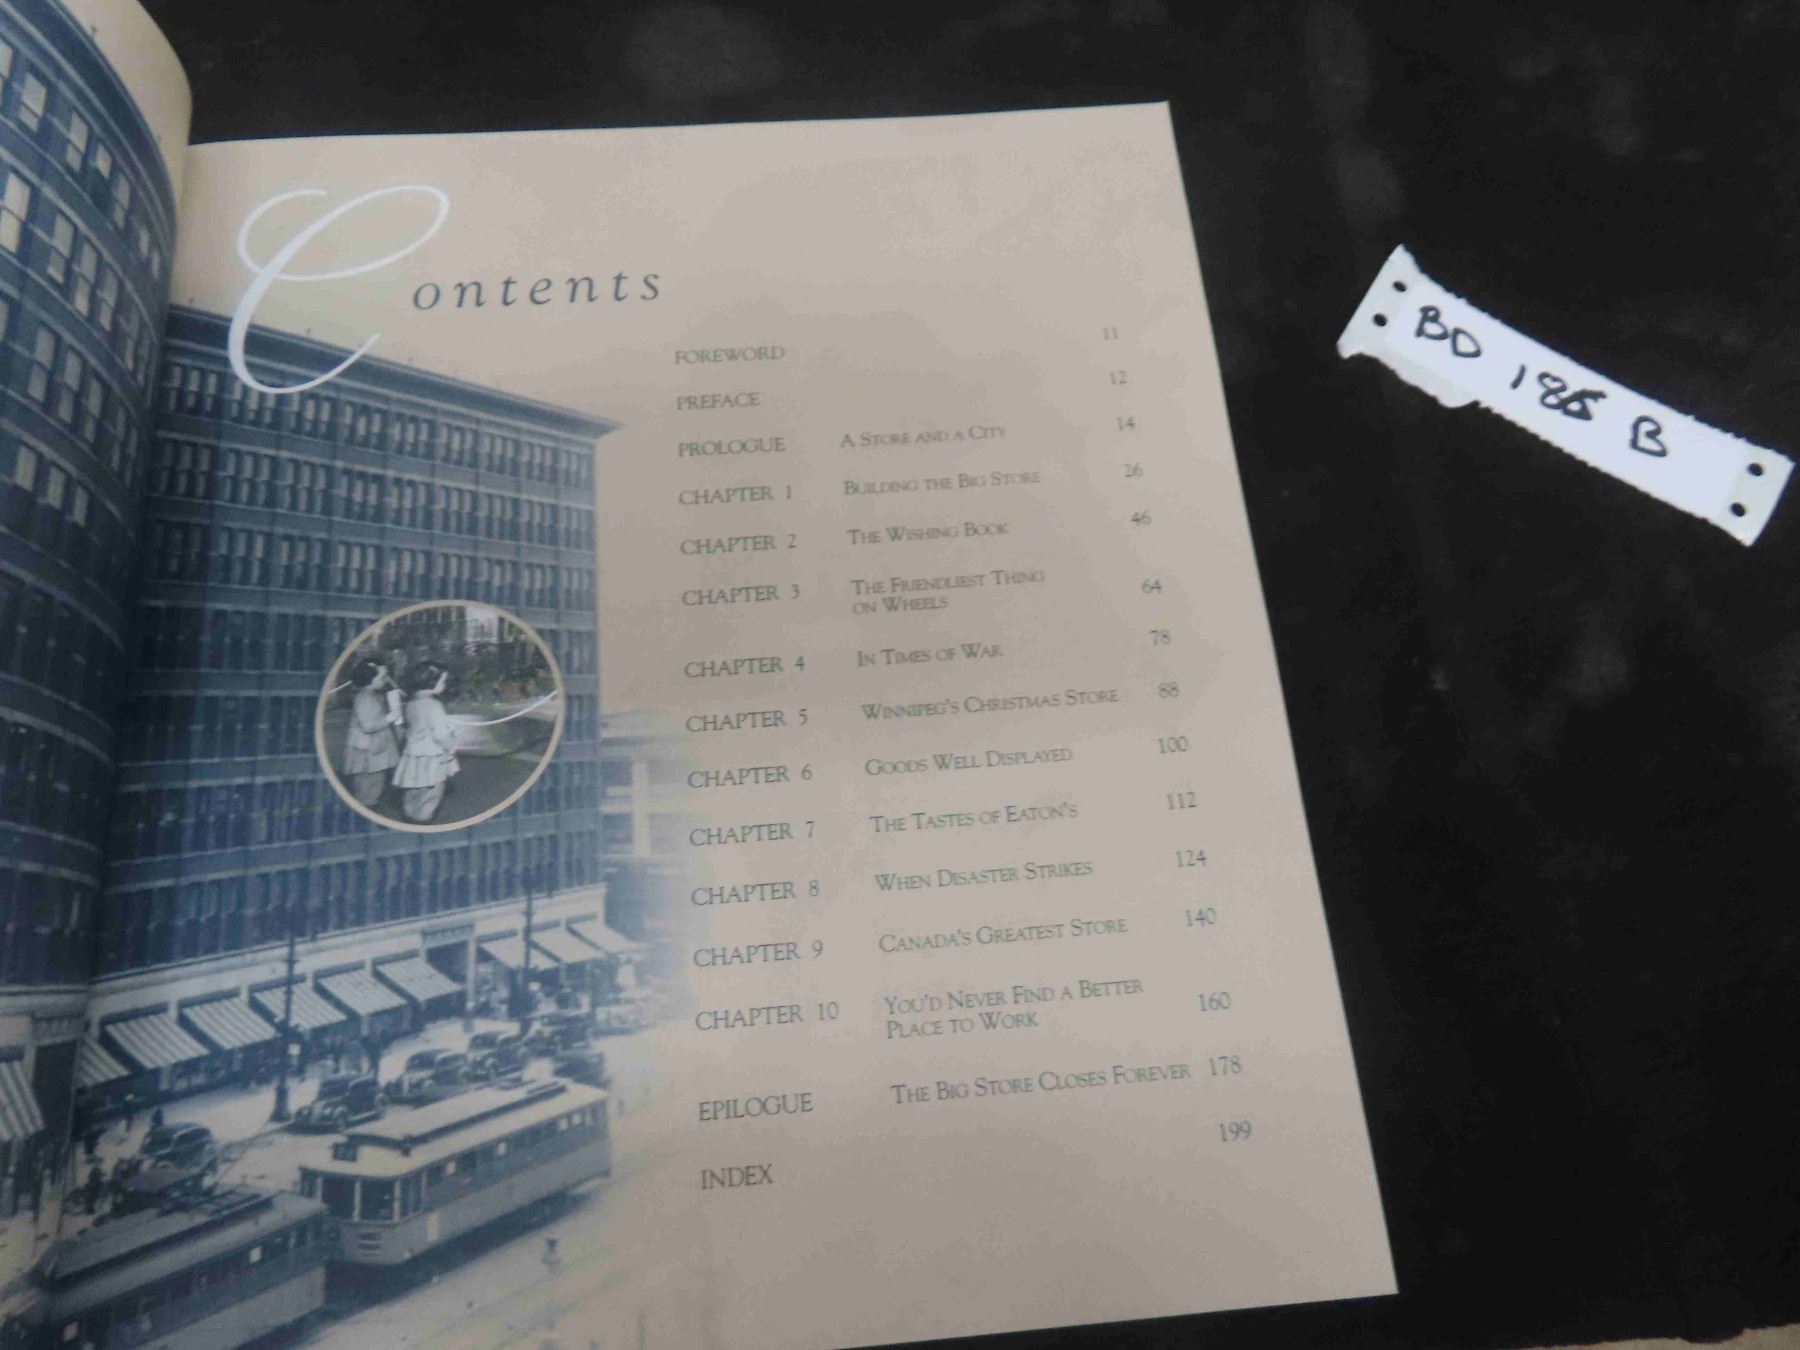 Contents
FOREWORD 11
PREFACE 12
PROLOGUE A STORE AND A CITY 14
CHAPTER 1 BUILDING THE BIG STORE 26
CHAPTER 2 THE WISHING BOOK 46
CHAPTER 3 THE FRIENDLIEST THING
ON WHEELS 64
CHAPTER 4 IN TIMES OF WAR 78
CHAPTER 5 WINNIPEG'S CHRISTMAS STORE 88
CHAPTER 6 GOODS WELL DISPLAYED 100
CHAPTER 7 THE TASTES OF EATON'S 112
CHAPTER 8 WHEN DISASTER STRIKES 124
CHAPTER 9 CANADA'S GREATEST STORE 140
CHAPTER 10 YOU'D NEVER FIND A BETTER
PLACE TO WORK 160
EPILOGUE THE BIG STORE CLOSES FOREVER 178
INDEX 199
BO 186 B